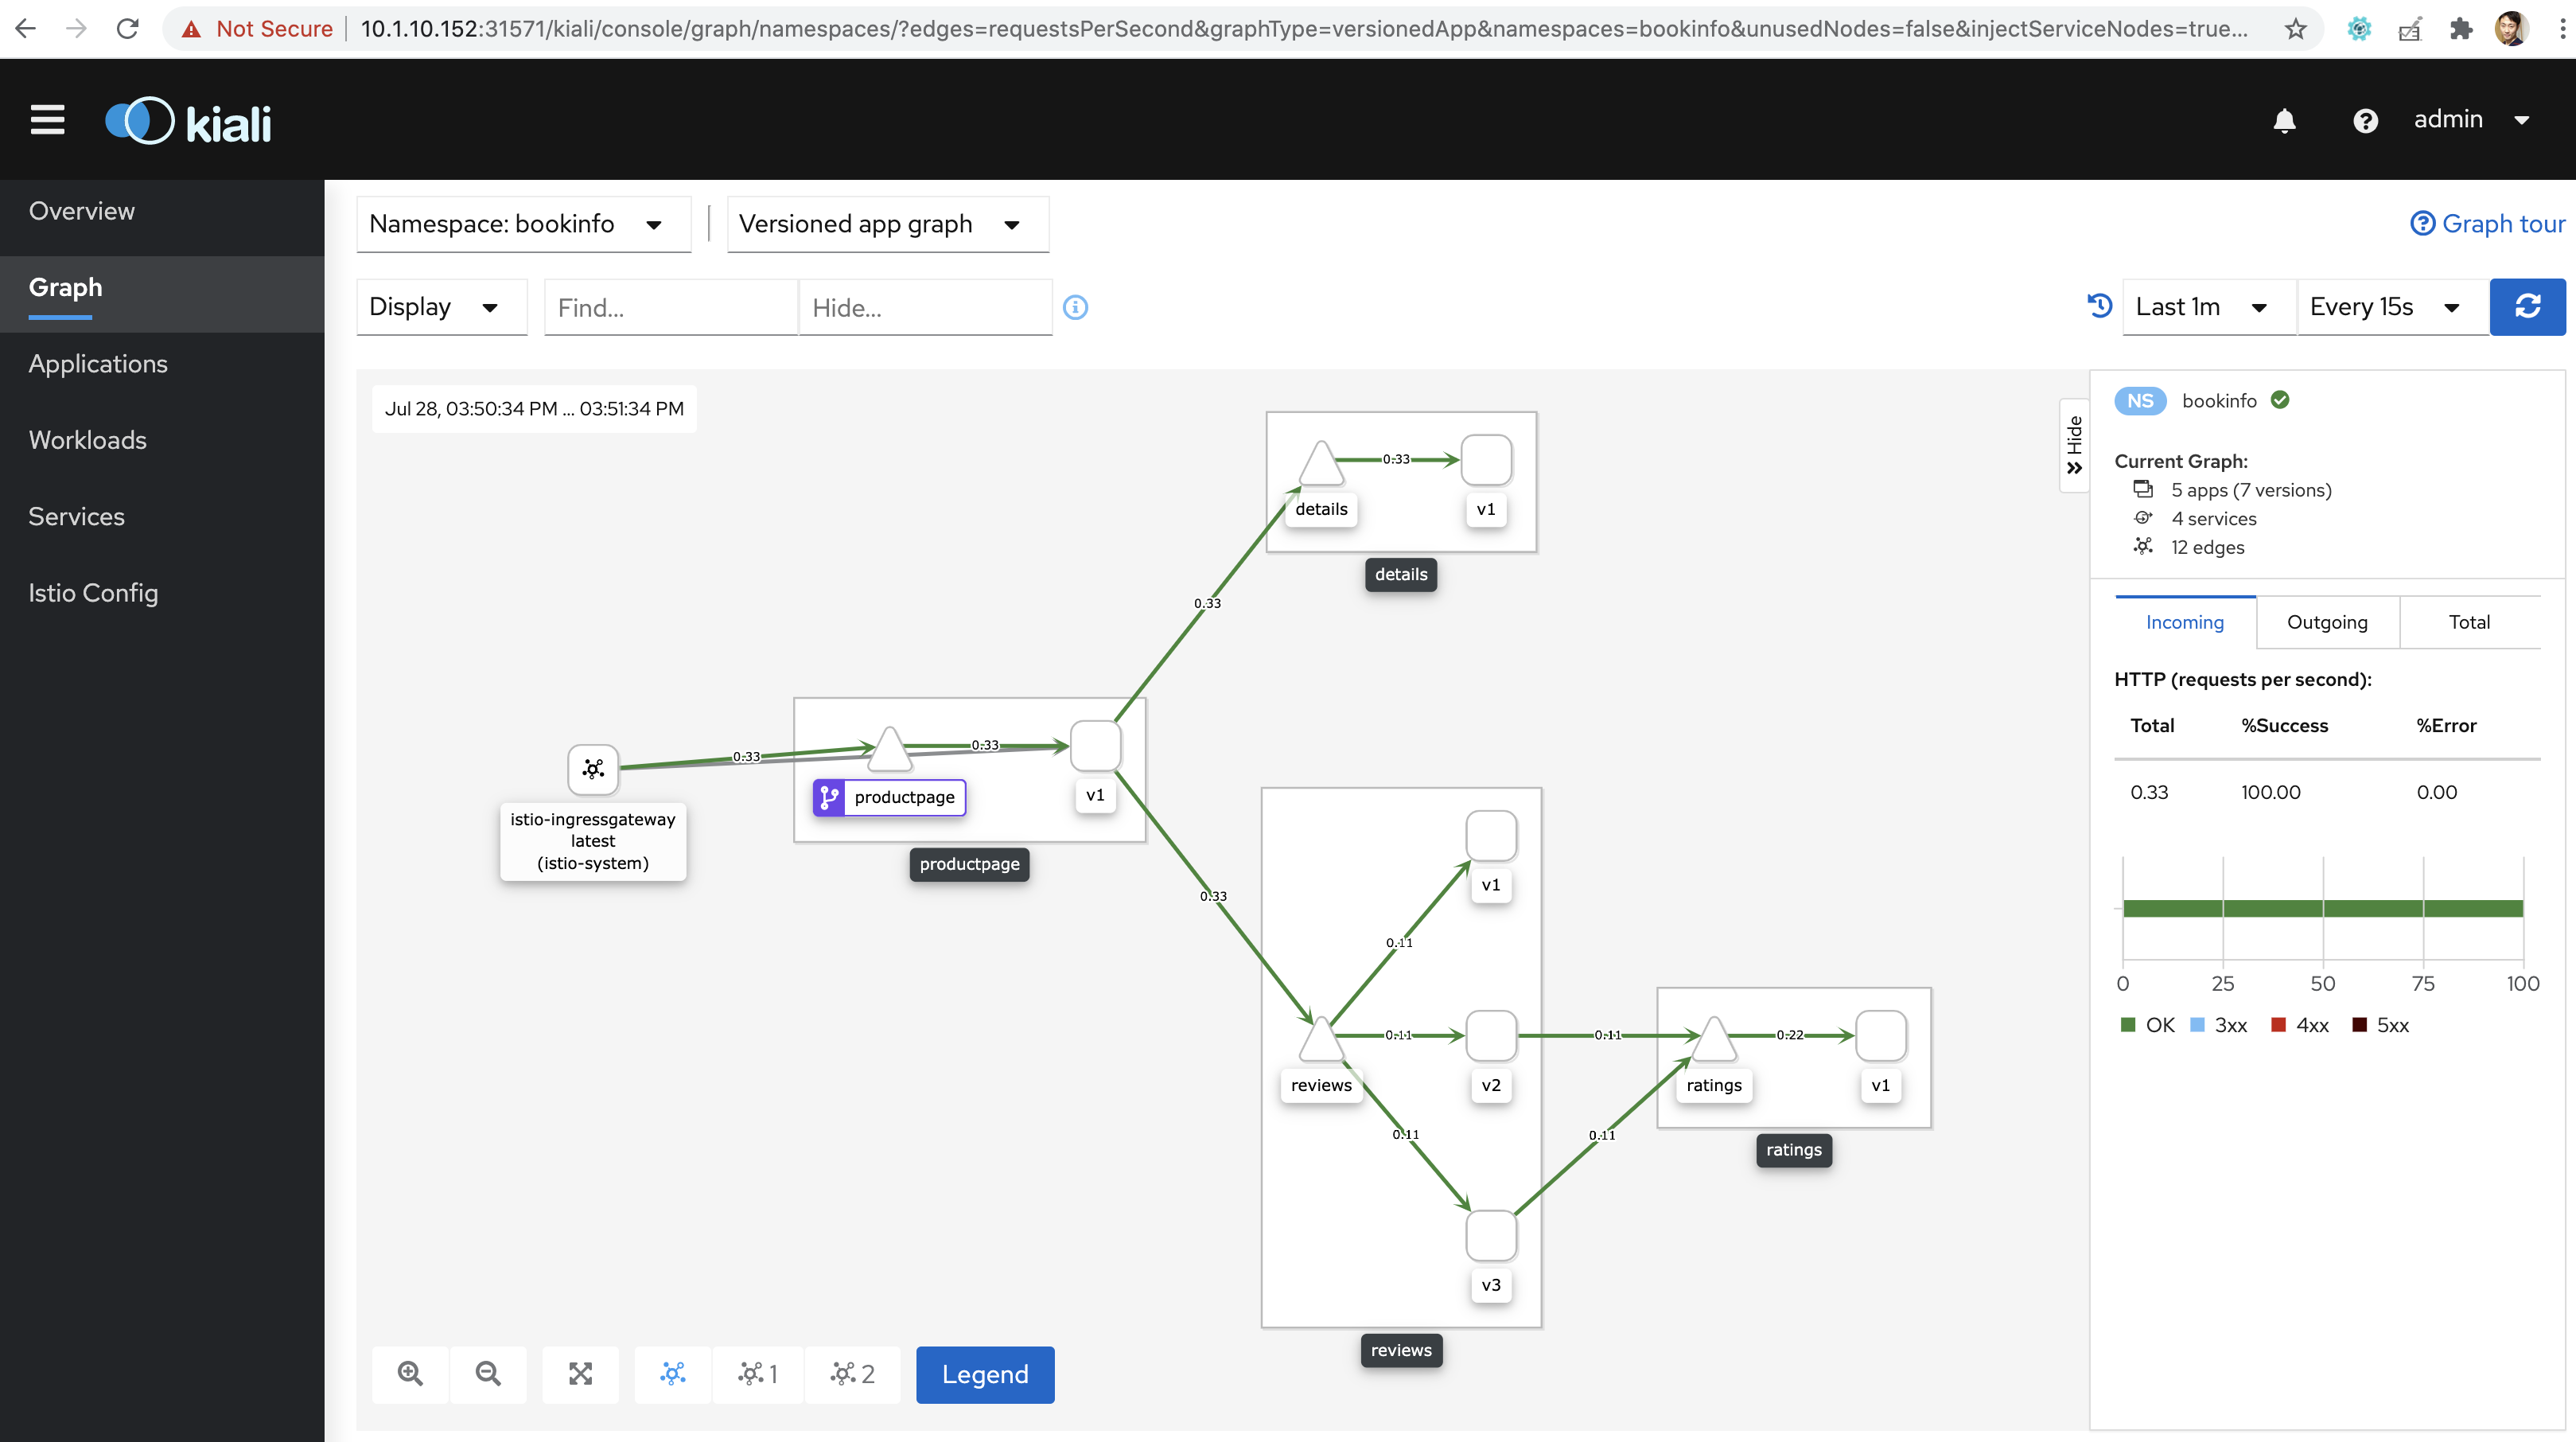 Not Secure
10.1.10.152:31571/kiali/console/graph/namespaces/?edges=requestsPerSecond&graphType=versionedApp&namespaces=bookinfo&unusedNodes=false&injectServiceNodes=true...
kiali
admin
Overview
Graph
Applications
Workloads
Services
Istio Config
Namespace: bookinfo
Versioned app graph
Graph tour
Display
Find...
Hide...
Last 1m
Every 15s
Jul 28, 03:50:34 PM ... 03:51:34 PM
0.33
details
v1
details
0.33
0.33
0.33
istio-ingressgateway
latest
(istio-system)
productpage
v1
productpage
0.33
v1
0.11
0.11
0.11
0.22
reviews
v2
ratings
v1
0.11
0.11
ratings
v3
reviews
1
2
Legend
Hide
NS
bookinfo
Current Graph:
5 apps (7 versions)
4 services
12 edges
Incoming
Outgoing
Total
HTTP (requests per second):
Total
%Success
%Error
0.33
100.00
0.00
0
25
50
75
100
OK
3xx
4xx
5xx